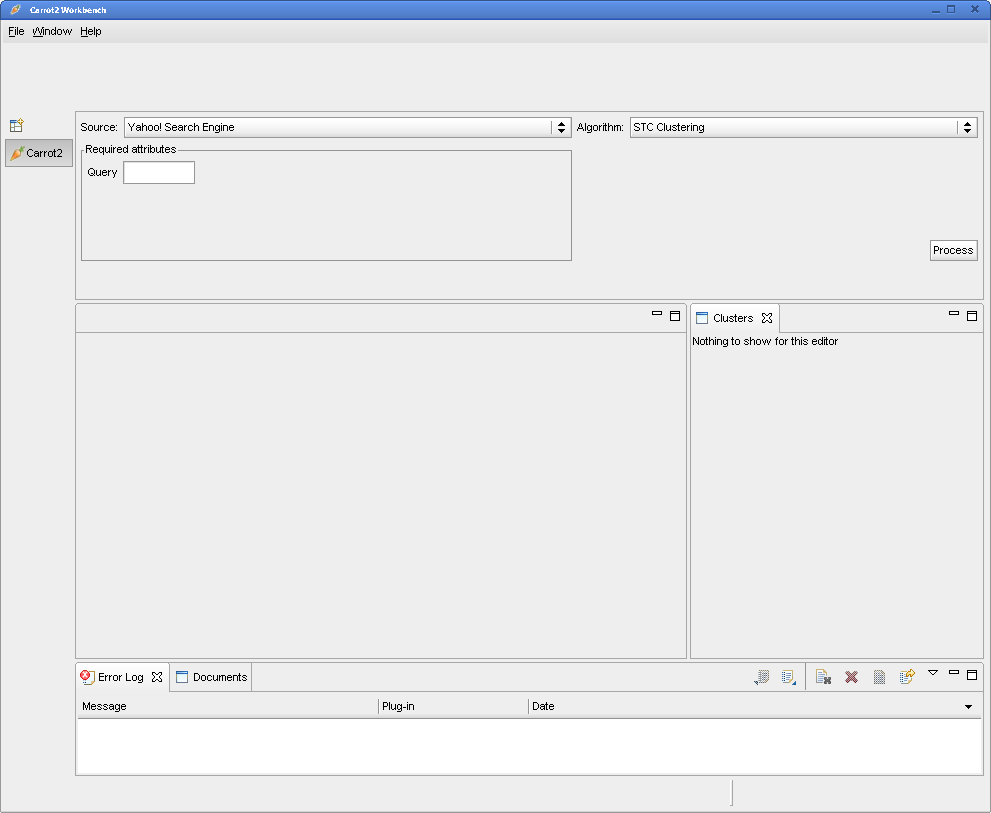 Carrot2 Workbench
File Window Help
Source: Yahoo! Search Engine Algorithm: STC Clustering
Carrot2
Required attributes
Query
Process
Clusters
Nothing to show for this editor
Error Log Documents
Message Plug-in Date